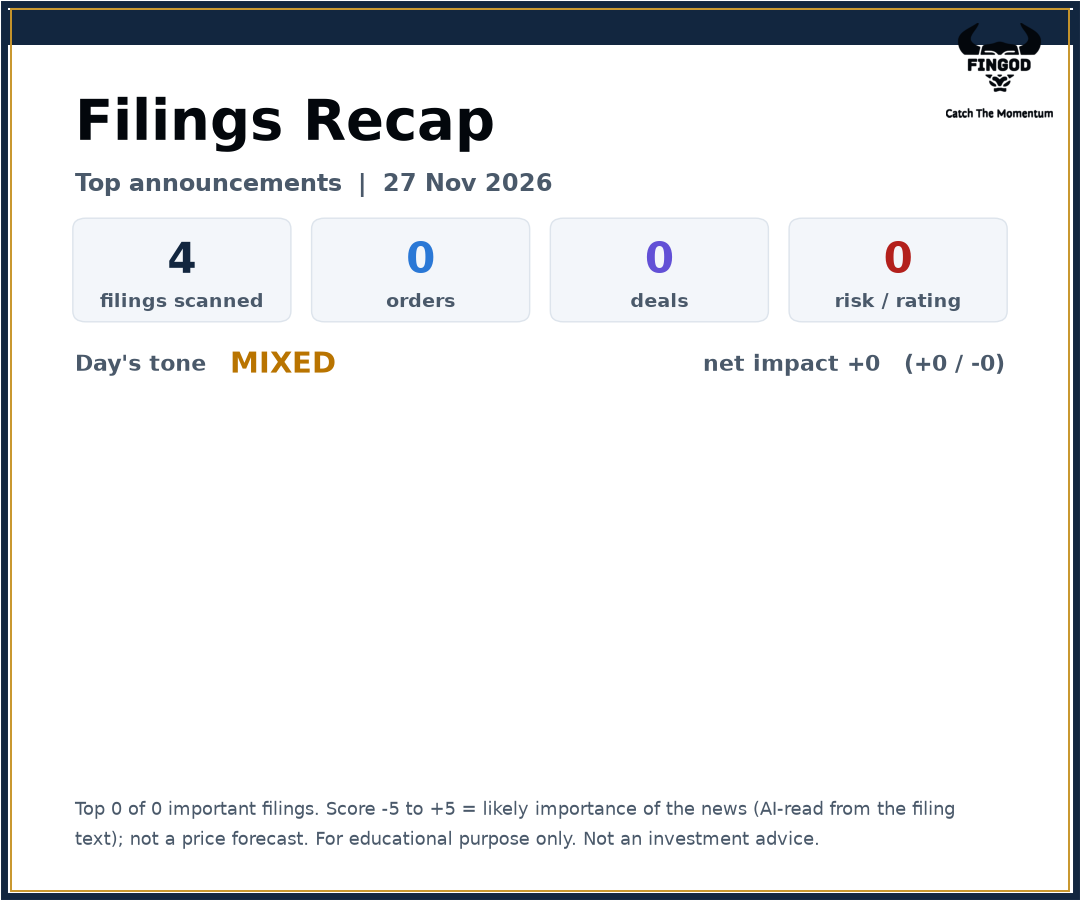 FINGOD
Catch The Momentum
Filings Recap
Top announcements | 27 Nov 2026
4
filings scanned
0
orders
0
deals
0
risk / rating
Day's tone MIXED
net impact +0 (+0 / -0)
Top 0 of 0 important filings. Score -5 to +5 = likely importance of the news (AI-read from the filing
text); not a price forecast. For educational purpose only. Not an investment advice.